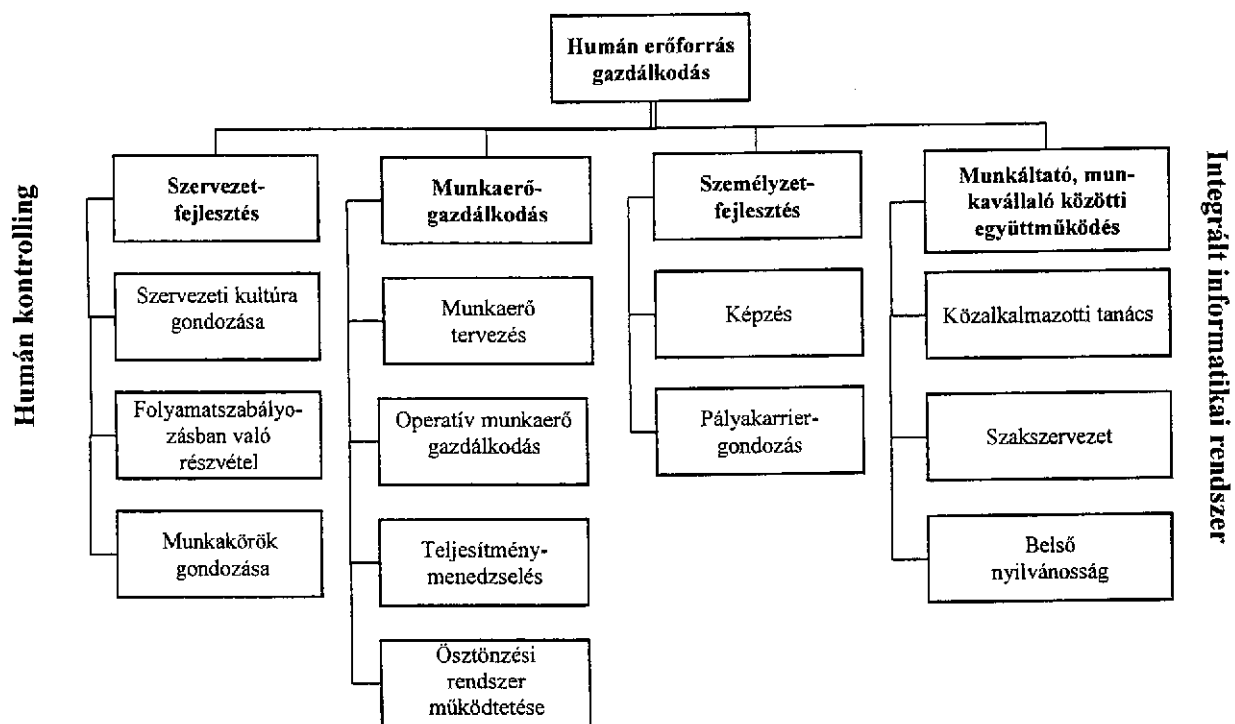 Humán erőforrás
gazdálkodás
Humán kontrolling
Szervezet-
fejlesztés
Szervezeti kultúra
gondozása
Folyamatszabályo-
zásban való
részvétel
Munkakörök
gondozása
Munkaerő-
gazdálkodás
Munkaerő
tervezés
Operatív munkaerő
gazdálkodás
Teljesítmény-
menedzselés
Ösztönzési
rendszer
működtetése
Személyzet-
fejlesztés
Képzés
Pályakarrier-
gondozás
Munkáltató, mun-
kavállaló közötti
együttműködés
Közalkalmazotti tanács
Szakszervezet
Belső
nyilvánosság
Integrált informatikai rendszer